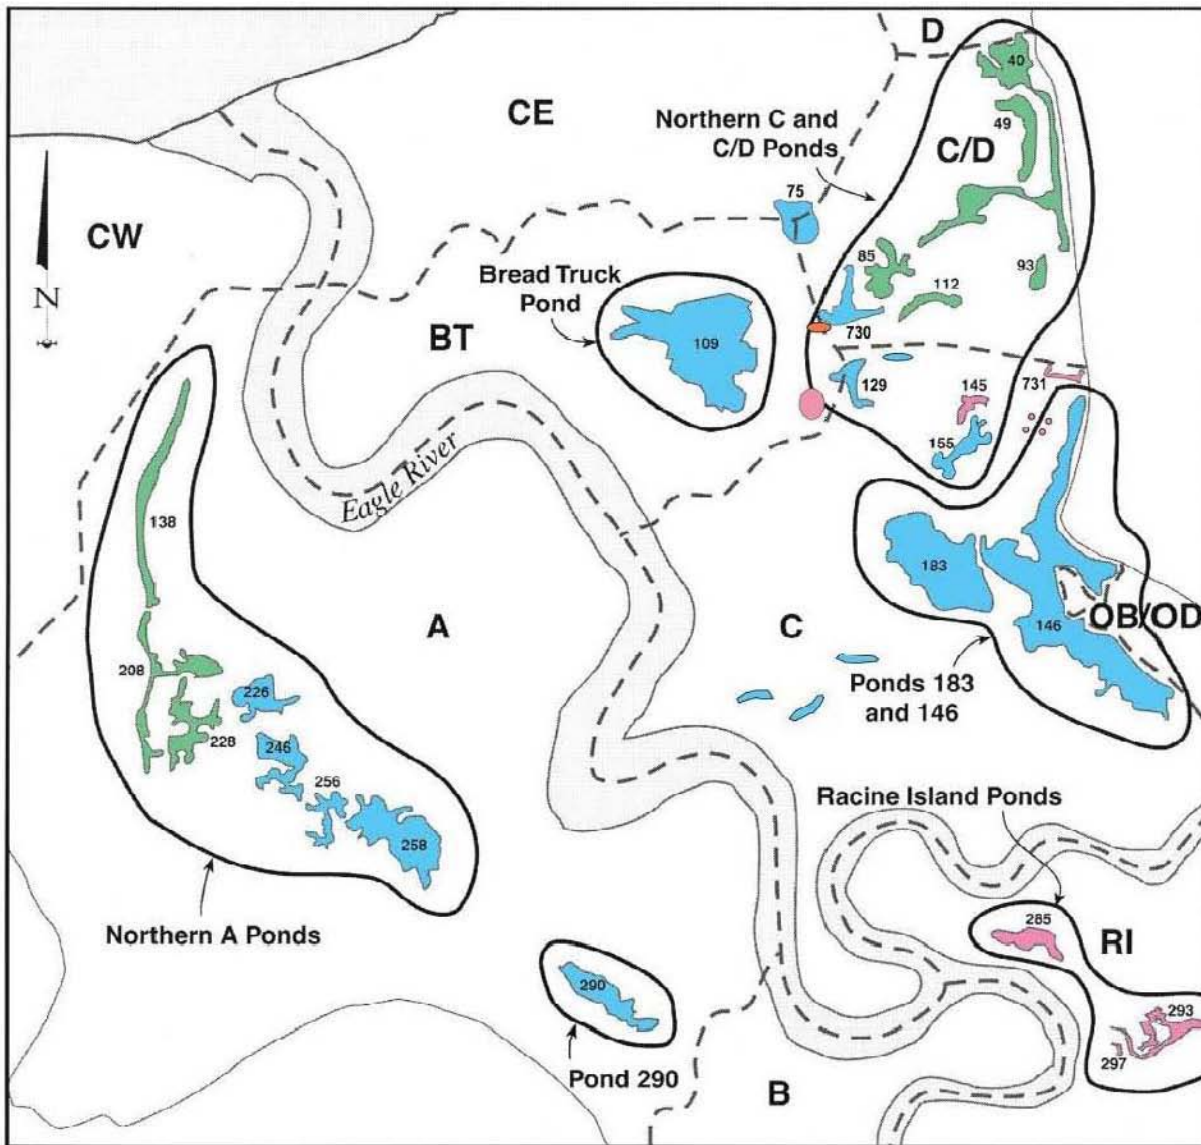 D
40
CE
Northern C and
C/D Ponds
49
C/D
75
CW
N
85
93
Bread Truck
Pond
112
BT
109
730
129
145
731
155
Eagle River
138
183
OB/OD
146
A
C
208
226
Ponds 183
and 146
228
246
256
258
Racine Island Ponds
285
RI
Northern A Ponds
290
293
297
Pond 290
B